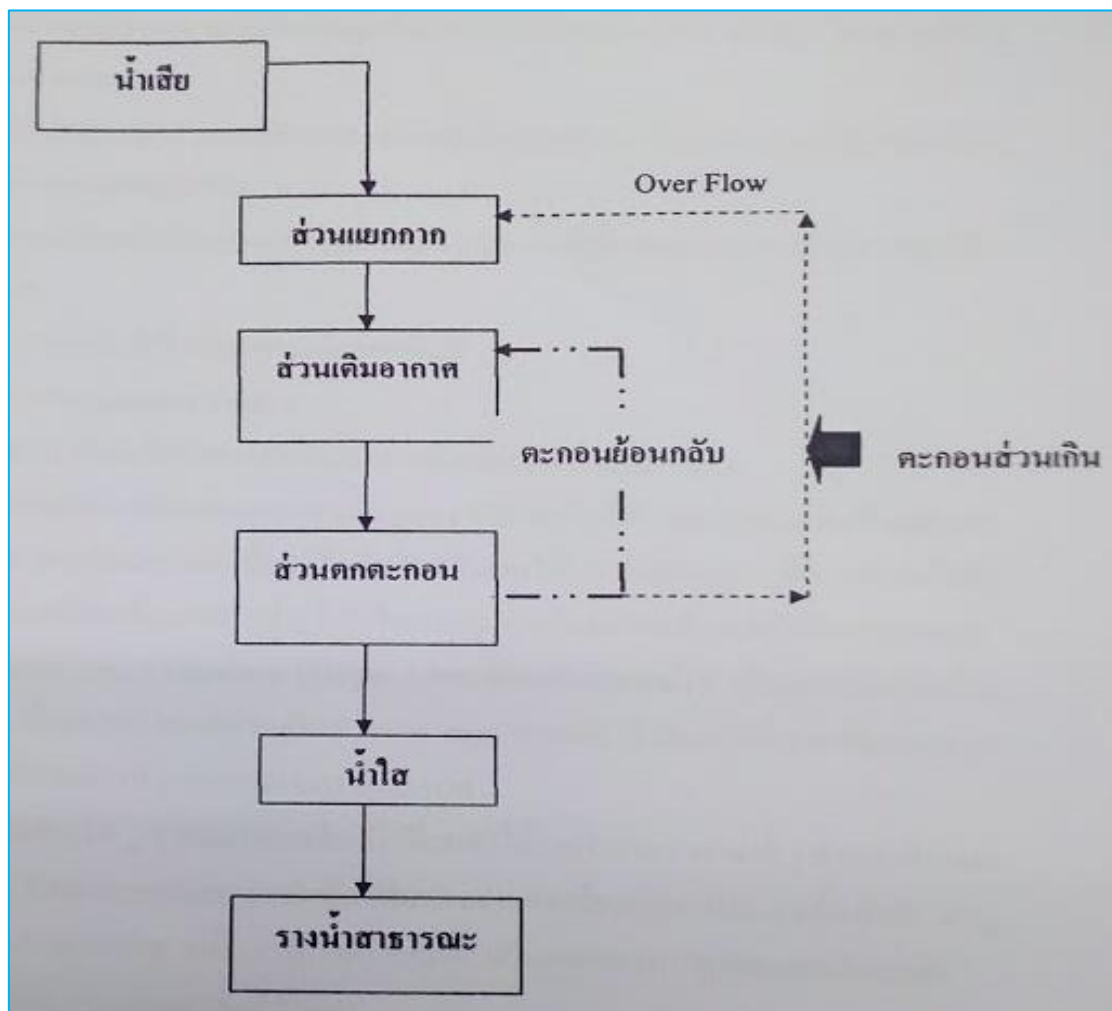 น้ำเสีย
Over Flow
ส่วนแยกกาก
ส่วนเติมอากาศ
ตะกอนย้อนกลับ
ตะกอนส่วนเกิน
ส่วนตกตะกอน
น้ำใส
รางน้ำสาธารณะ